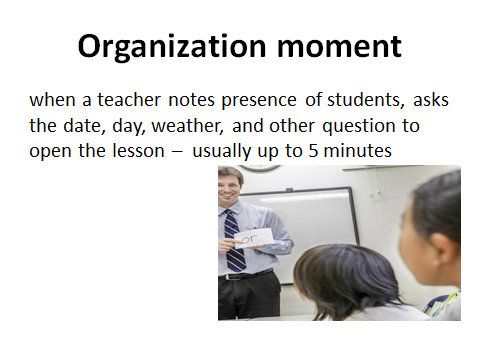 Organization moment
when a teacher notes presence of students, asks
the date, day, weather, and other question to
open the lesson – usually up to 5 minutes
or